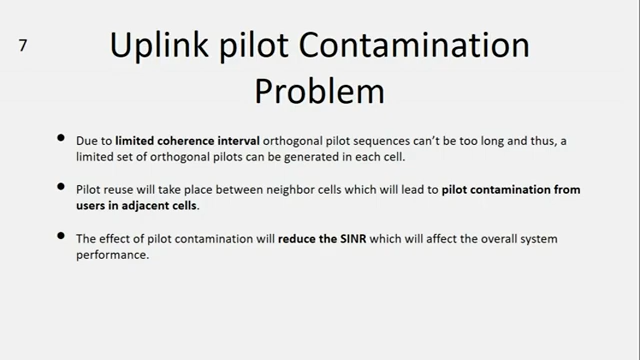 7
Uplink pilot Contamination
Problem
• Due to limited coherence interval orthogonal pilot sequences can't be too long and thus, a
limited set of orthogonal pilots can be generated in each cell.
• Pilot reuse will take place between neighbor cells which will lead to pilot contamination from
users in adjacent cells.
• The effect of pilot contamination will reduce the SINR which will affect the overall system
performance.